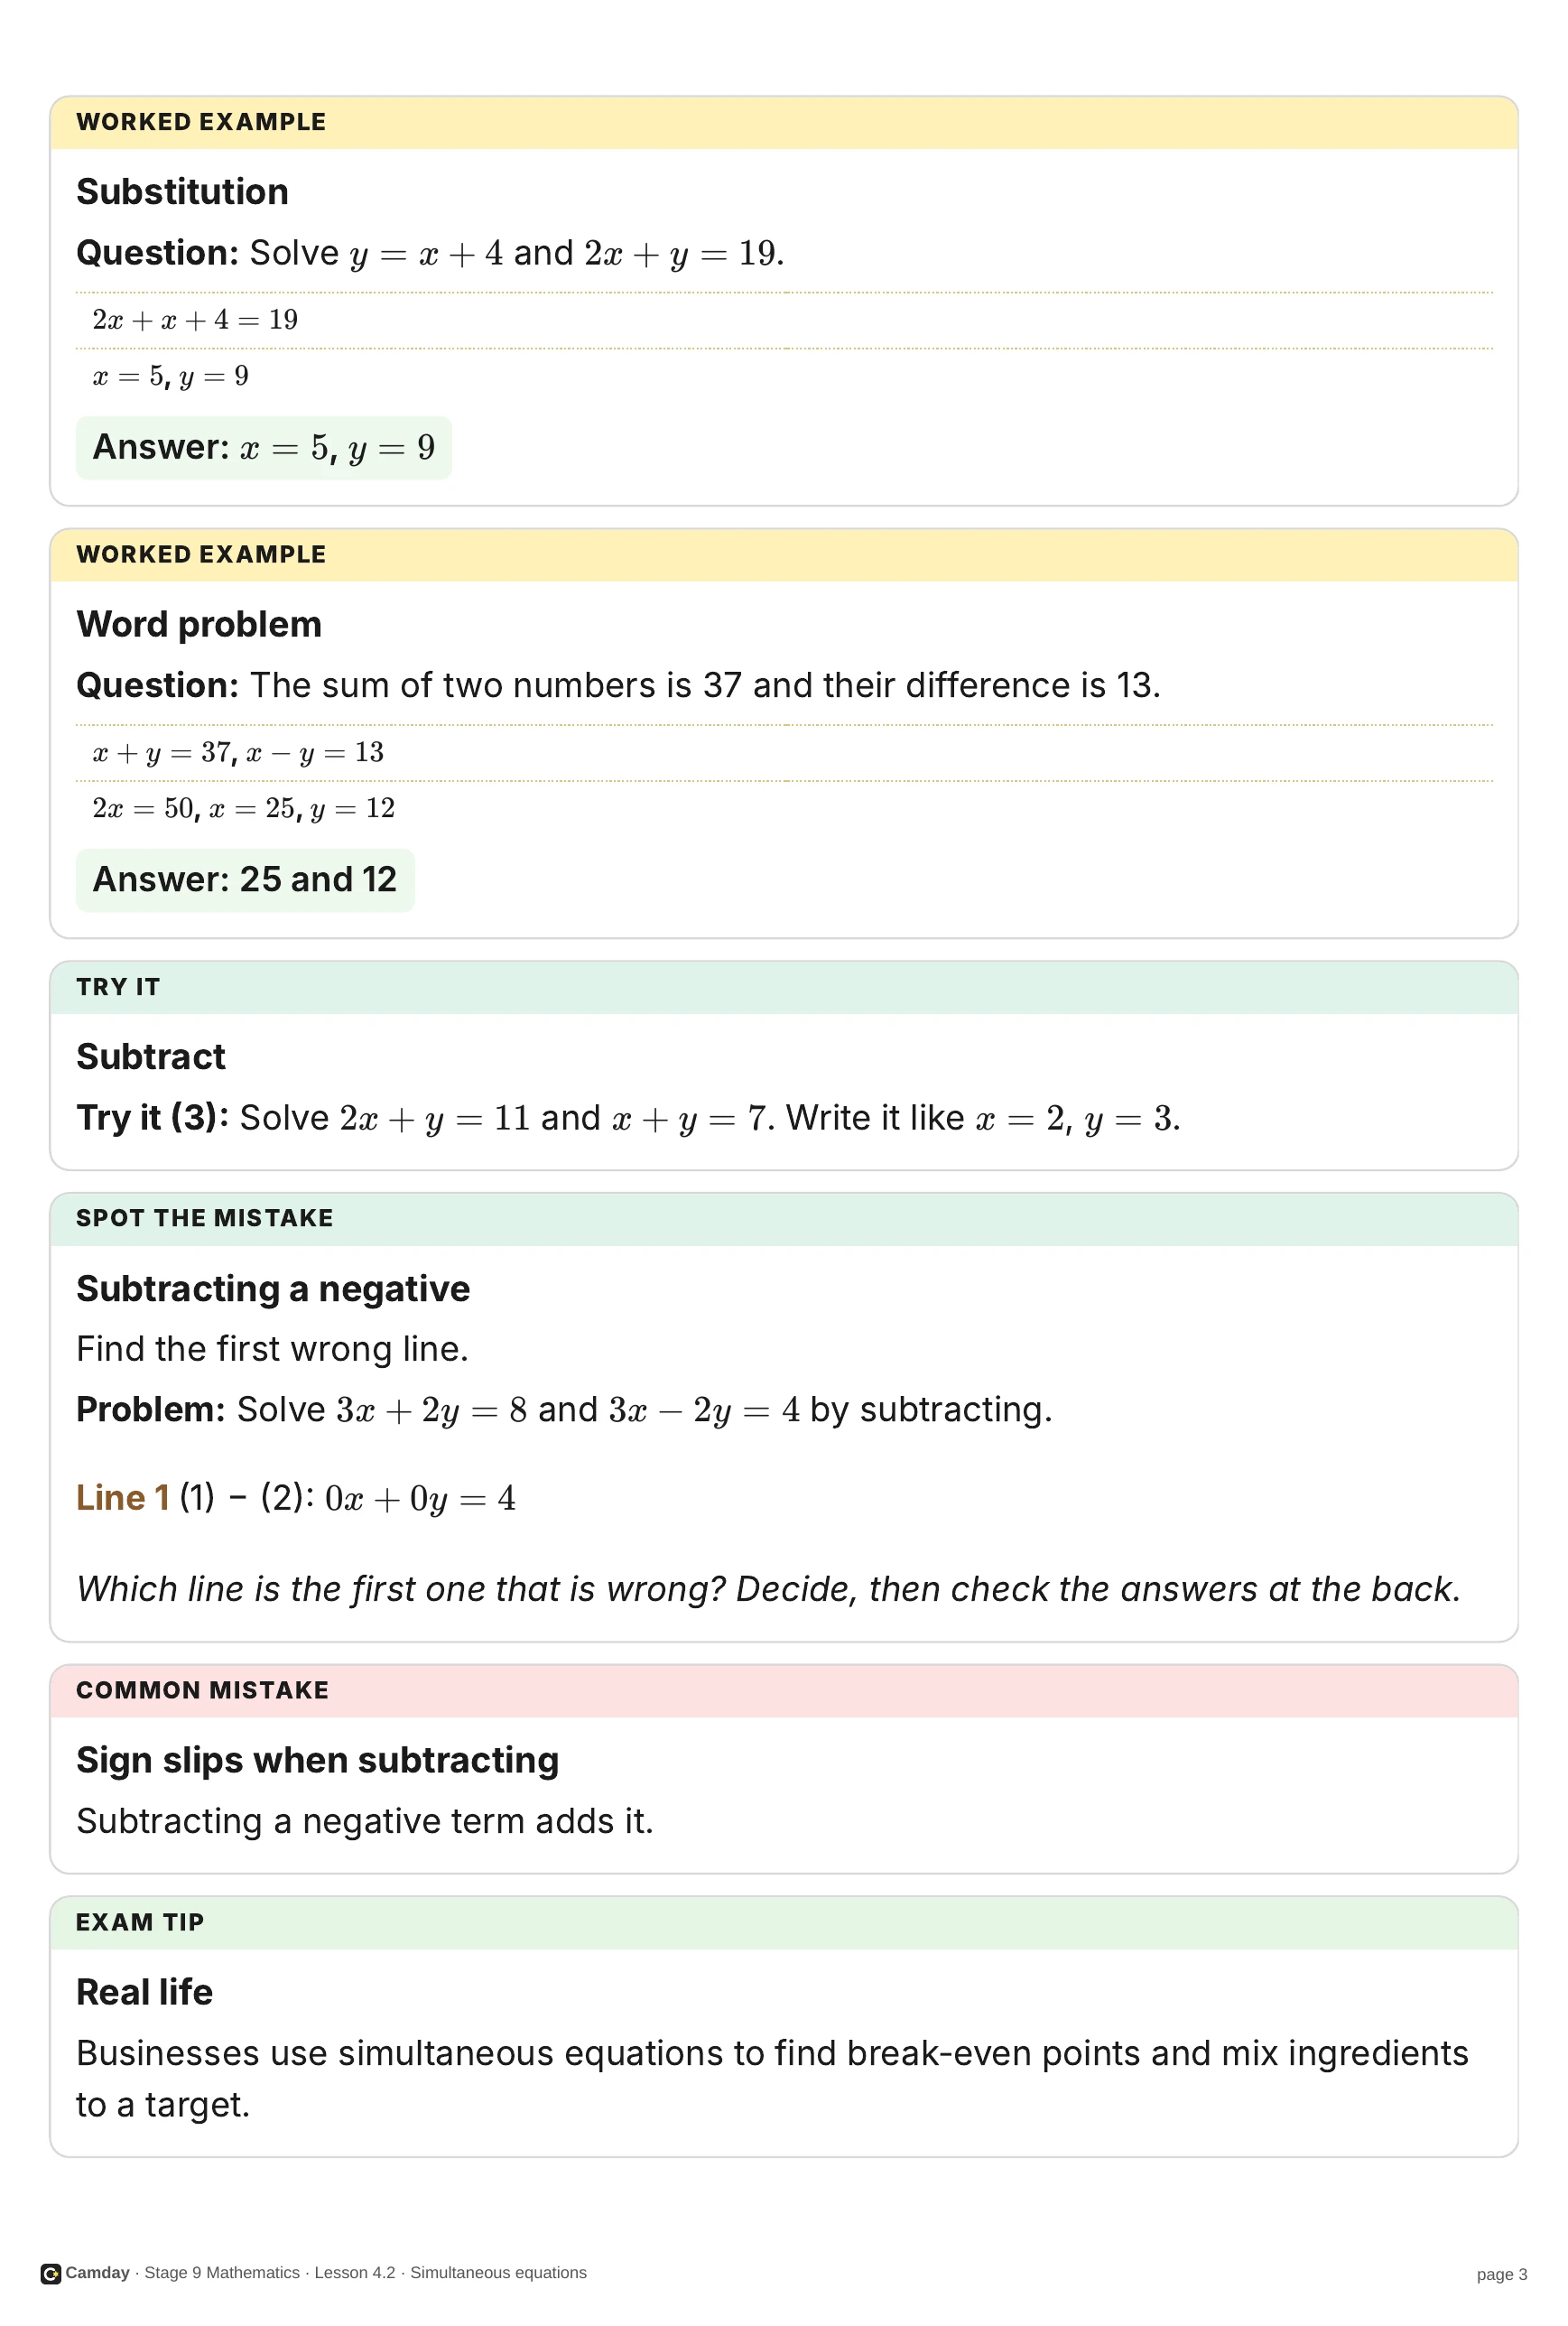 WORKED EXAMPLE
Substitution
Question: Solve y = x + 4 and 2x + y = 19.
2x + x + 4 = 19
x = 5, y = 9
Answer: x = 5, y = 9
WORKED EXAMPLE
Word problem
Question: The sum of two numbers is 37 and their difference is 13.
x + y = 37, x − y = 13
2x = 50, x = 25, y = 12
Answer: 25 and 12
TRY IT
Subtract
Try it (3): Solve 2x + y = 11 and x + y = 7. Write it like x = 2, y = 3.
SPOT THE MISTAKE
Subtracting a negative
Find the first wrong line.
Problem: Solve 3x + 2y = 8 and 3x − 2y = 4 by subtracting.
Line 1 (1) − (2): 0x + 0y = 4
Which line is the first one that is wrong? Decide, then check the answers at the back.
COMMON MISTAKE
Sign slips when subtracting
Subtracting a negative term adds it.
EXAM TIP
Real life
Businesses use simultaneous equations to find break-even points and mix ingredients
to a target.
Camday · Stage 9 Mathematics · Lesson 4.2 · Simultaneous equations
page 3